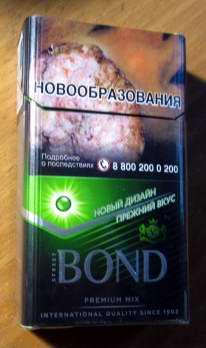 НОВООБРАЗОВАНИЯ
Подробнее
о последствиях
8 800 200 0 200
НОВЫЙ ДИЗАЙН
ПРЕЖНИЙ ВКУС
STREET
BOND
PREMIUM MIX
INTERNATIONAL QUALITY SINCE 1902